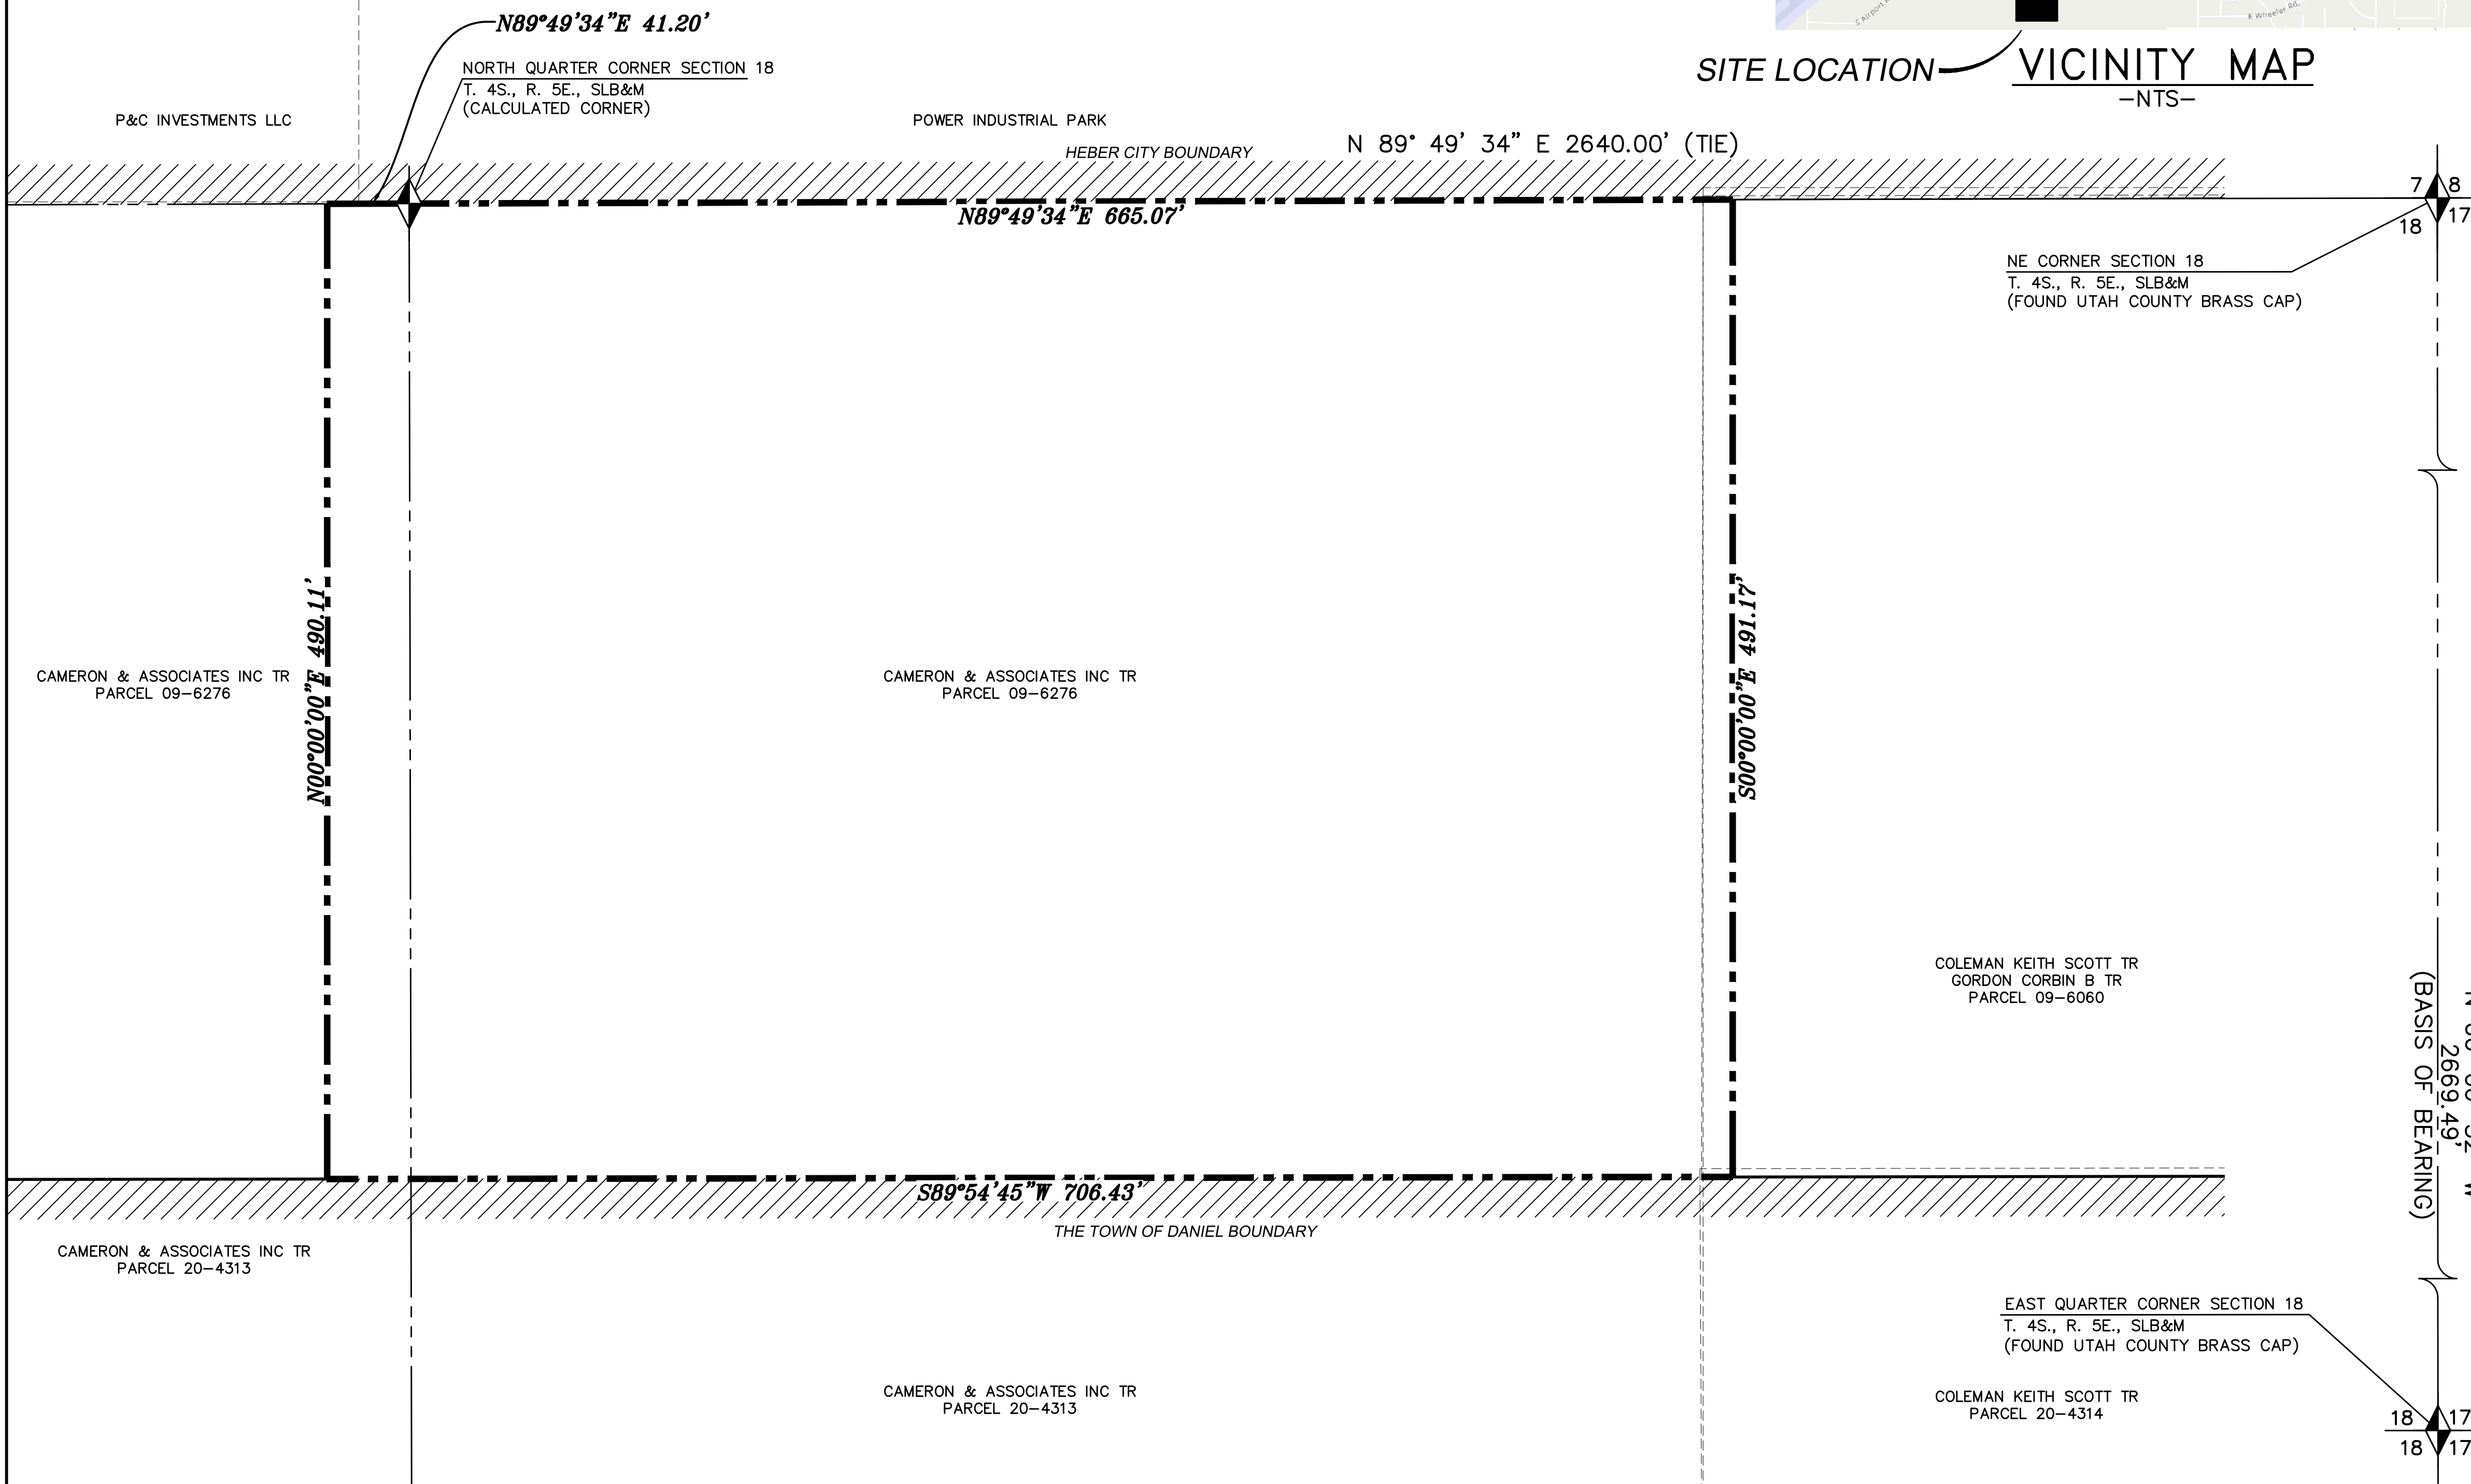 S Airport
E Wheeler Rd.
N89°49'34"E 41.20'
NORTH QUARTER CORNER SECTION 18
T. 4S., R. 5E., SLB&M
(CALCULATED CORNER)
SITE LOCATION
VICINITY MAP
-NTS-
P&C INVESTMENTS LLC
POWER INDUSTRIAL PARK
HEBER CITY BOUNDARY
N 89° 49' 34" E 2640.00' (TIE)
N89°49'34"E 665.07'
7 8
18 17
NE CORNER SECTION 18
T. 4S., R. 5E., SLB&M
(FOUND UTAH COUNTY BRASS CAP)
N00°00'00"E 490.11'
S00°00'00"E 491.17'
CAMERON & ASSOCIATES INC TR
PARCEL 09-6276
CAMERON & ASSOCIATES INC TR
PARCEL 09-6276
COLEMAN KEITH SCOTT TR
GORDON CORBIN B TR
PARCEL 09-6060
2669.49'
(BASIS OF BEARING)
S89°54'45"W 706.43'
THE TOWN OF DANIEL BOUNDARY
CAMERON & ASSOCIATES INC TR
PARCEL 20-4313
EAST QUARTER CORNER SECTION 18
T. 4S., R. 5E., SLB&M
(FOUND UTAH COUNTY BRASS CAP)
CAMERON & ASSOCIATES INC TR
PARCEL 20-4313
COLEMAN KEITH SCOTT TR
PARCEL 20-4314
18 17
18 17